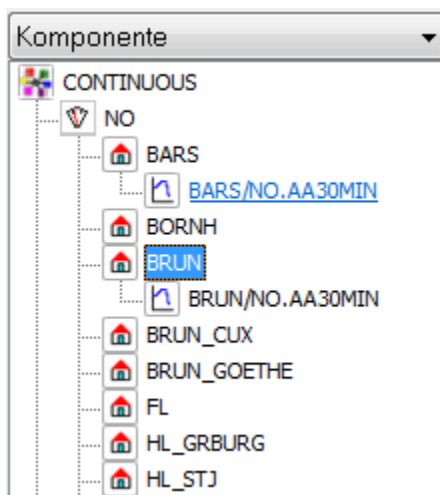 Komponente
CONTINUOUS
NO
BARS
BARS/NO.AA30MIN
BORNH
BRUN
BRUN/NO.AA30MIN
BRUN_CUX
BRUN_GOETHE
FL
HL_GRBURG
HL_STJ